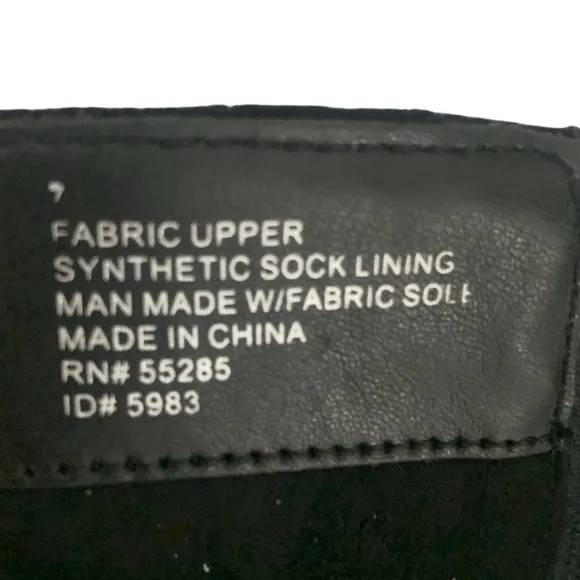 7
FABRIC UPPER
SYNTHETIC SOCK LINING
MAN MADE W/FABRIC SOLE
MADE IN CHINA
RN# 55285
ID# 5983